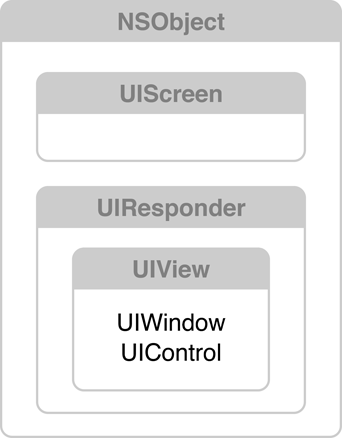 NSObject
UIScreen
UIResponder
UIView
UIWindow
UIControl